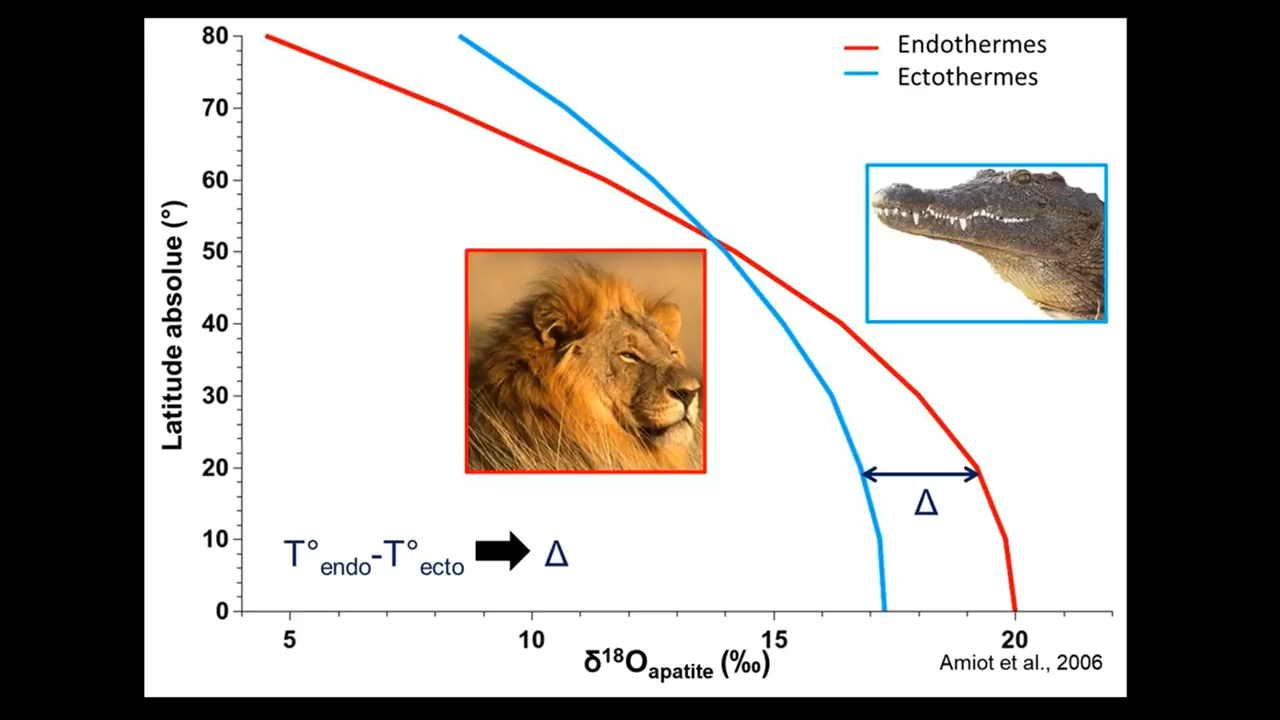 Endothermes
Ectothermes
80
70
60
50
40
30
20
10
0
Latitude absolue (°)
Δ
T°endo-T°ecto Δ
5 10 15 20
δ¹⁸Oapatite (‰)
Amiot et al., 2006